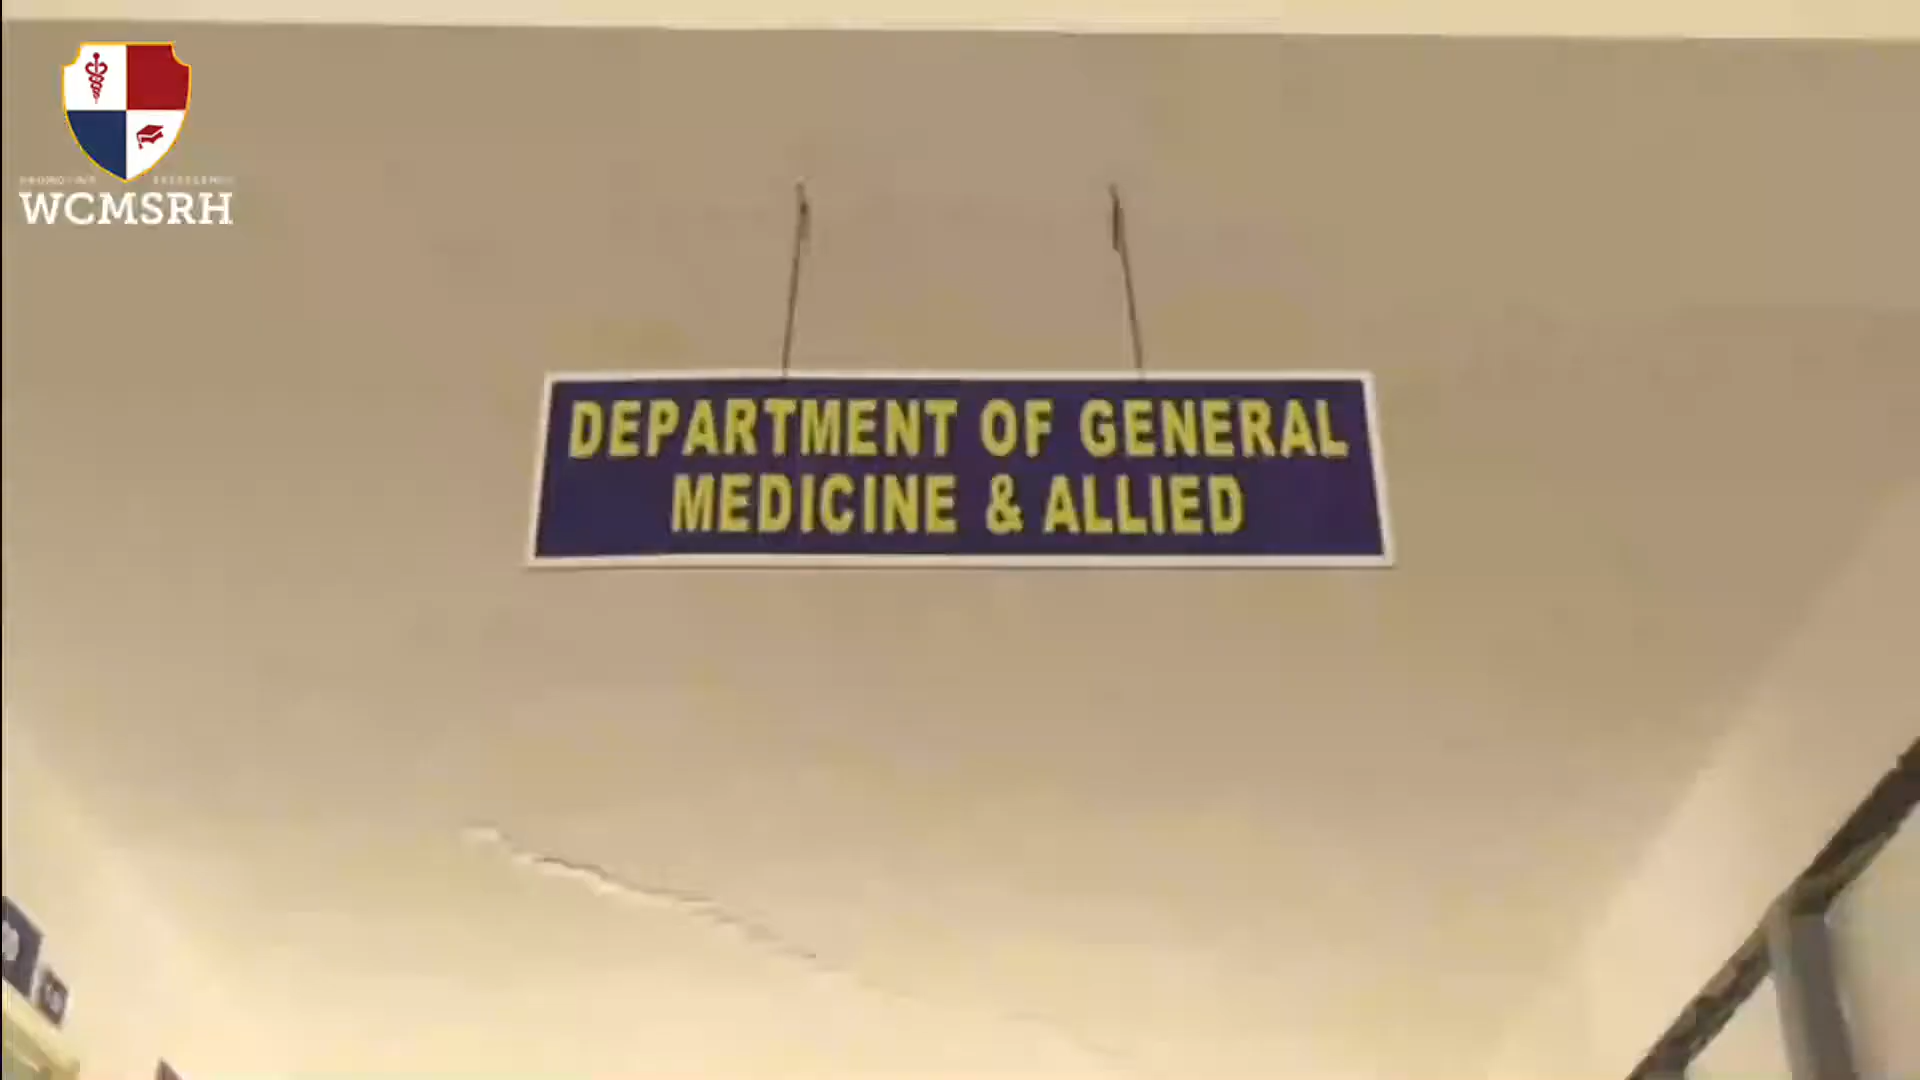 WCMSRH
DEPARTMENT OF GENERAL
MEDICINE & ALLIED